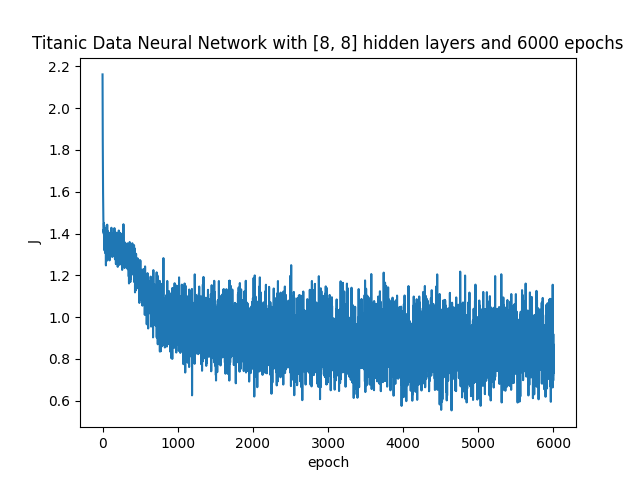 Titanic Data Neural Network with [8, 8] hidden layers and 6000 epochs
2.2
2.0
1.8
1.6
1.4
1.2
1.0
0.8
0.6
J
0 1000 2000 3000 4000 5000 6000
epoch